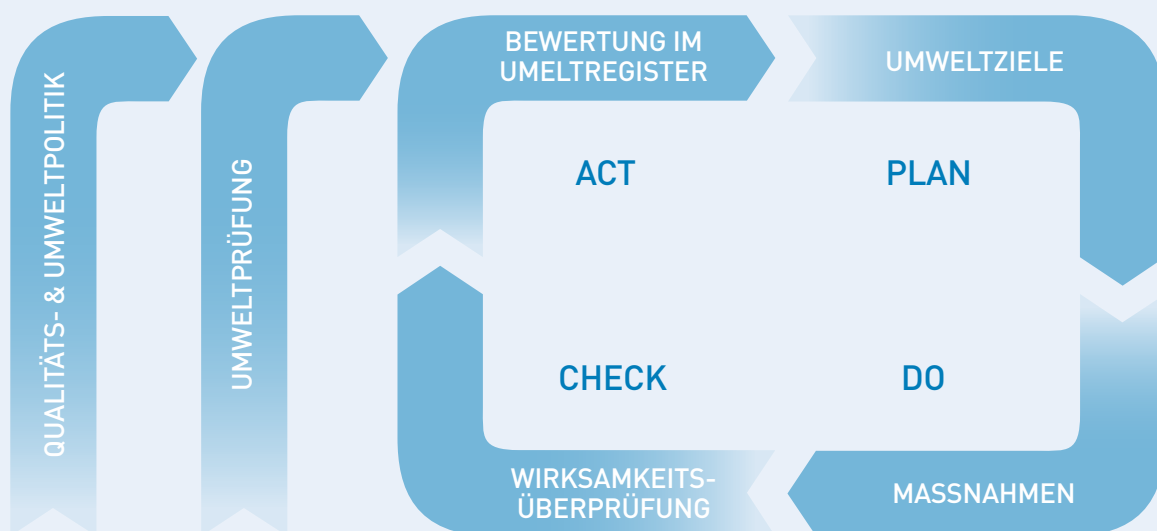 QUALITÄTS- & UMWELTPOLITIK
UMWELTPRÜFUNG
BEWERTUNG IM
UMELTREGISTER
UMWELTZIELE
ACT
PLAN
CHECK
DO
WIRKSAMKEITS-
ÜBERPRÜFUNG
MASSNAHMEN